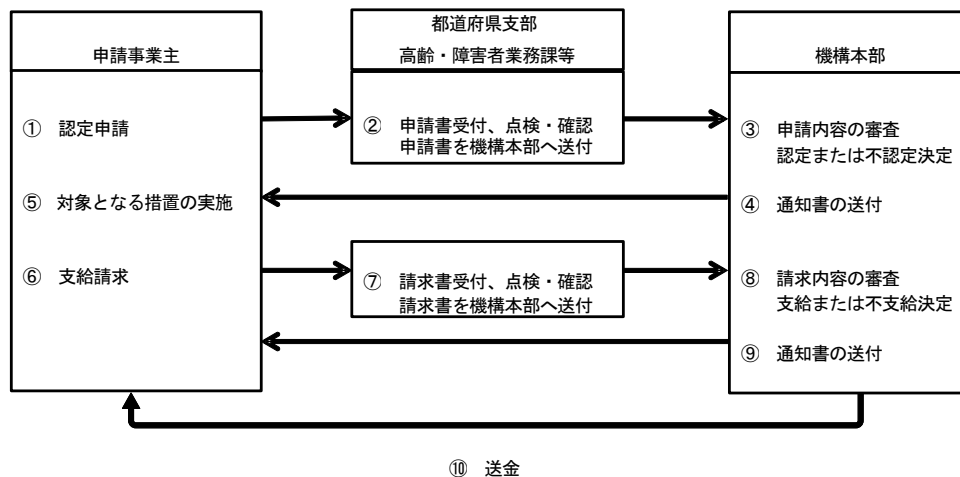 申請事業主
① 認定申請
⑤ 対象となる措置の実施
⑥ 支給請求
都道府県支部
高齢・障害者業務課等
② 申請書受付、点検・確認
申請書を機構本部へ送付
⑦ 請求書受付、点検・確認
請求書を機構本部へ送付
機構本部
③ 申請内容の審査
認定または不認定決定
④ 通知書の送付
⑧ 請求内容の審査
支給または不支給決定
⑨ 通知書の送付
⑩ 送金